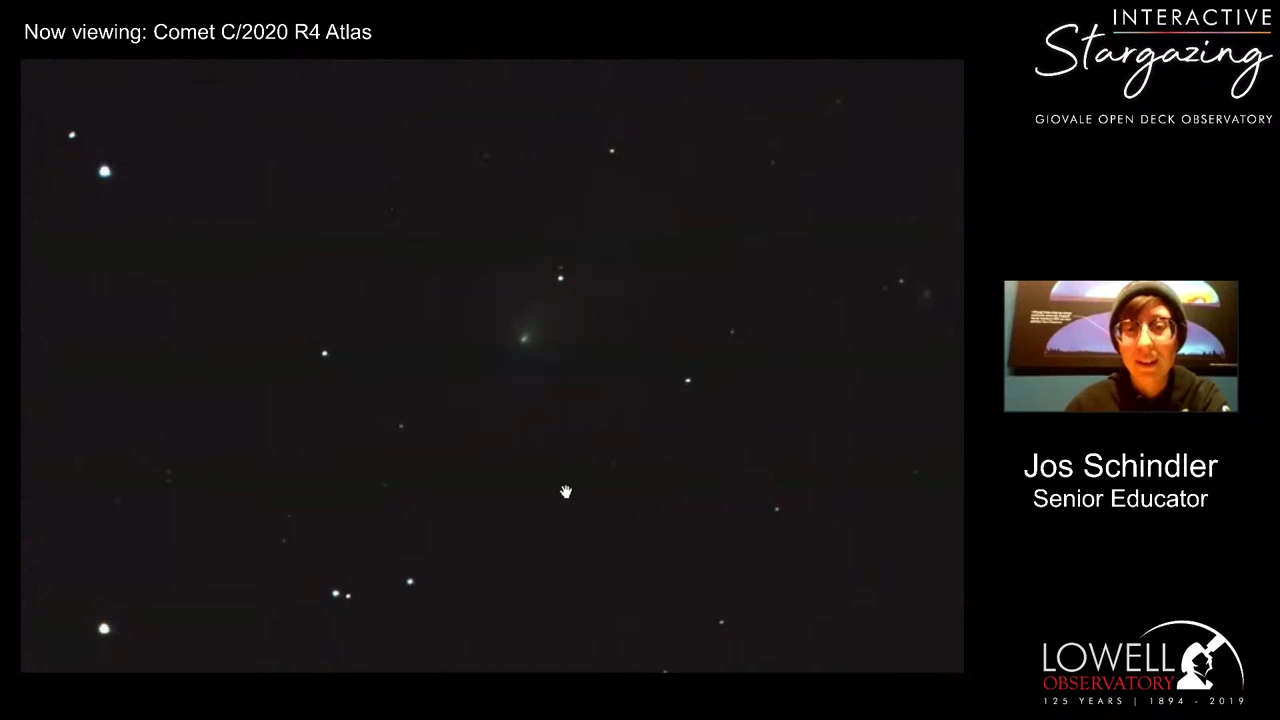 Now viewing: Comet C/2020 R4 Atlas
INTERACTIVE
Stargazing
GIOVALE OPEN DECK OBSERVATORY
Jos Schindler
Senior Educator
LOWELL
OBSERVATORY
125 YEARS | 1894 - 2019